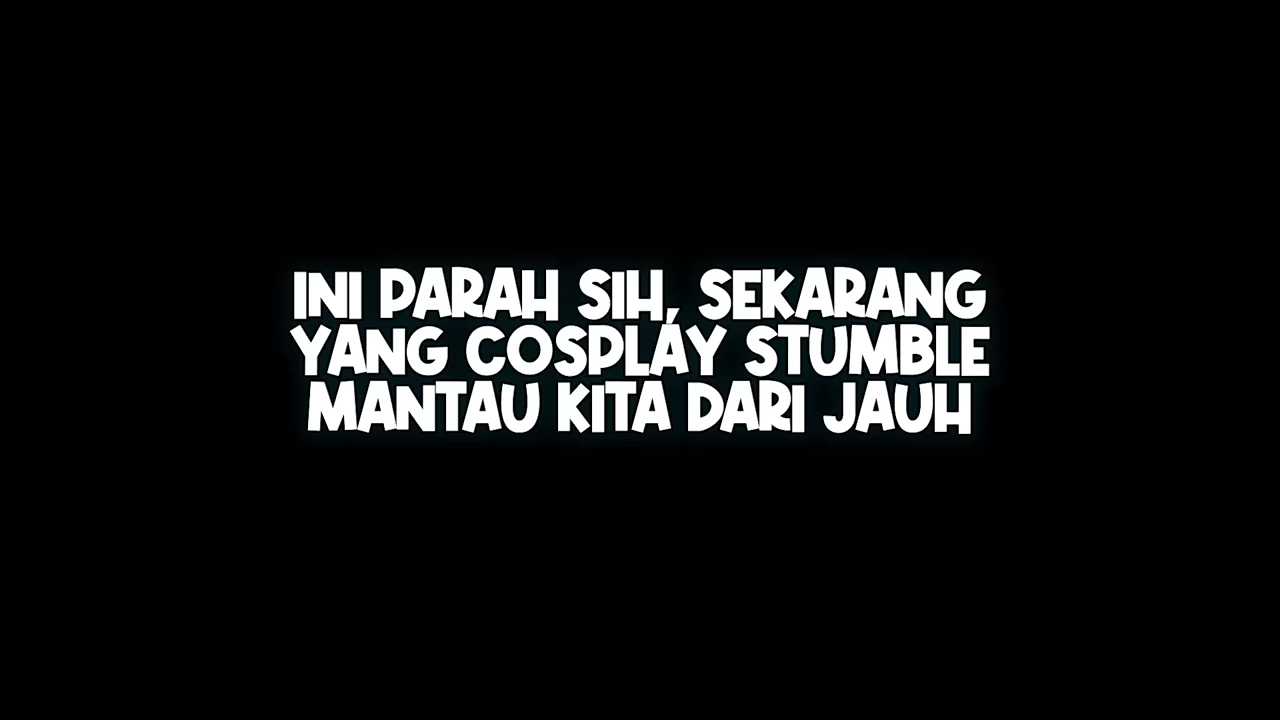 INI PARAH SIH, SEKARANG
YANG COSPLAY STUMBLE
MANTAU KITA DARI JAUH